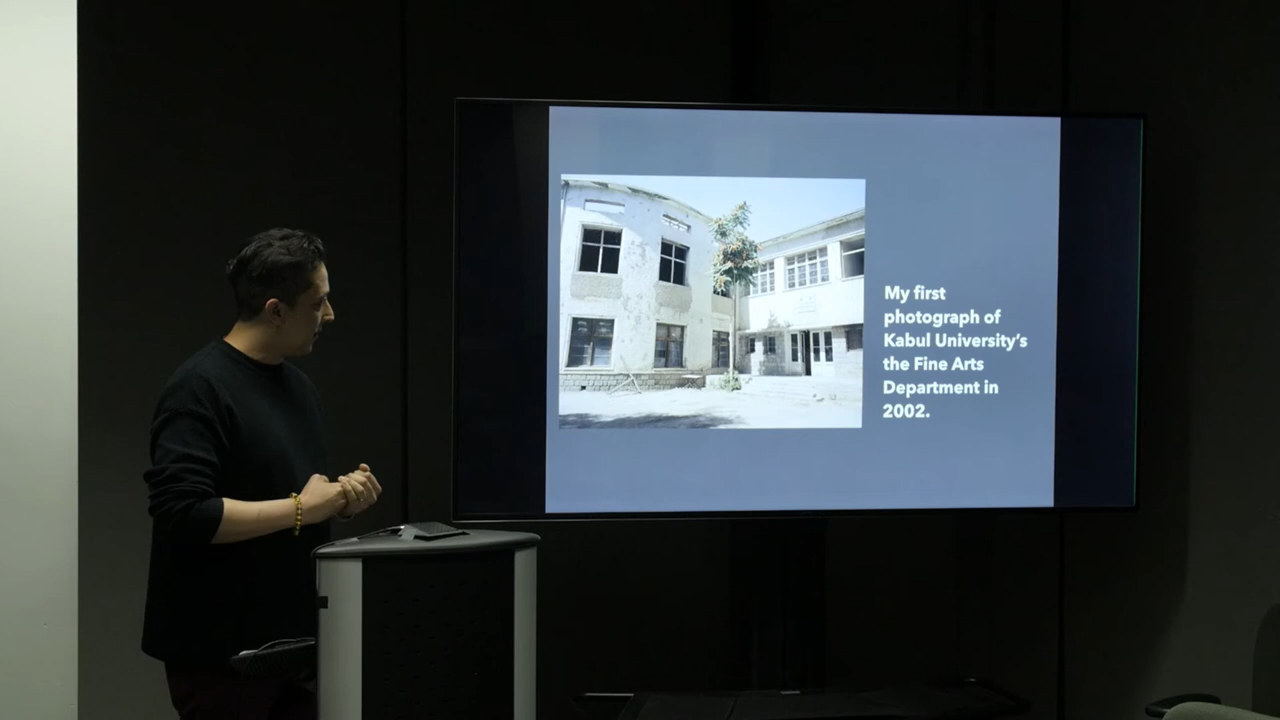 My first
photograph of
Kabul University's
the Fine Arts
Department in
2002.